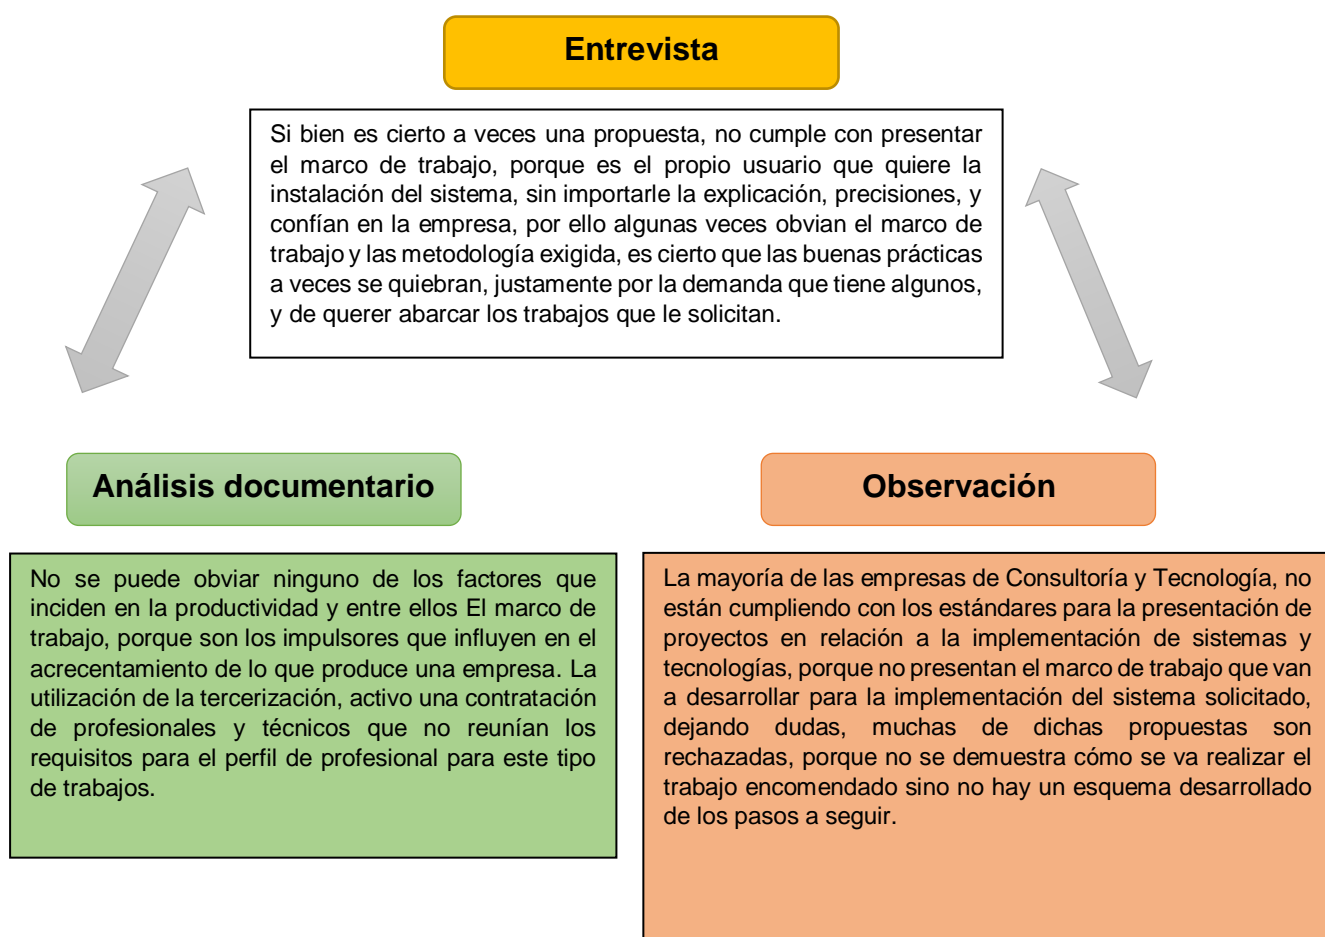 Entrevista
Si bien es cierto a veces una propuesta, no cumple con presentar
el marco de trabajo, porque es el propio usuario que quiere la
instalación del sistema, sin importarle la explicación, precisiones, y
confían en la empresa, por ello algunas veces obvian el marco de
trabajo y las metodología exigida, es cierto que las buenas prácticas
a veces se quiebran, justamente por la demanda que tiene algunos,
y de querer abarcar los trabajos que le solicitan.
Análisis documentario
No se puede obviar ninguno de los factores que
inciden en la productividad y entre ellos El marco de
trabajo, porque son los impulsores que influyen en el
acrecentamiento de lo que produce una empresa. La
utilización de la tercerización, activo una contratación
de profesionales y técnicos que no reunían los
requisitos para el perfil de profesional para este tipo
de trabajos.
Observación
La mayoría de las empresas de Consultoría y Tecnología, no
están cumpliendo con los estándares para la presentación de
proyectos en relación a la implementación de sistemas y
tecnologías, porque no presentan el marco de trabajo que van
a desarrollar para la implementación del sistema solicitado,
dejando dudas, muchas de dichas propuestas son
rechazadas, porque no se demuestra cómo se va realizar el
trabajo encomendado sino no hay un esquema desarrollado
de los pasos a seguir.